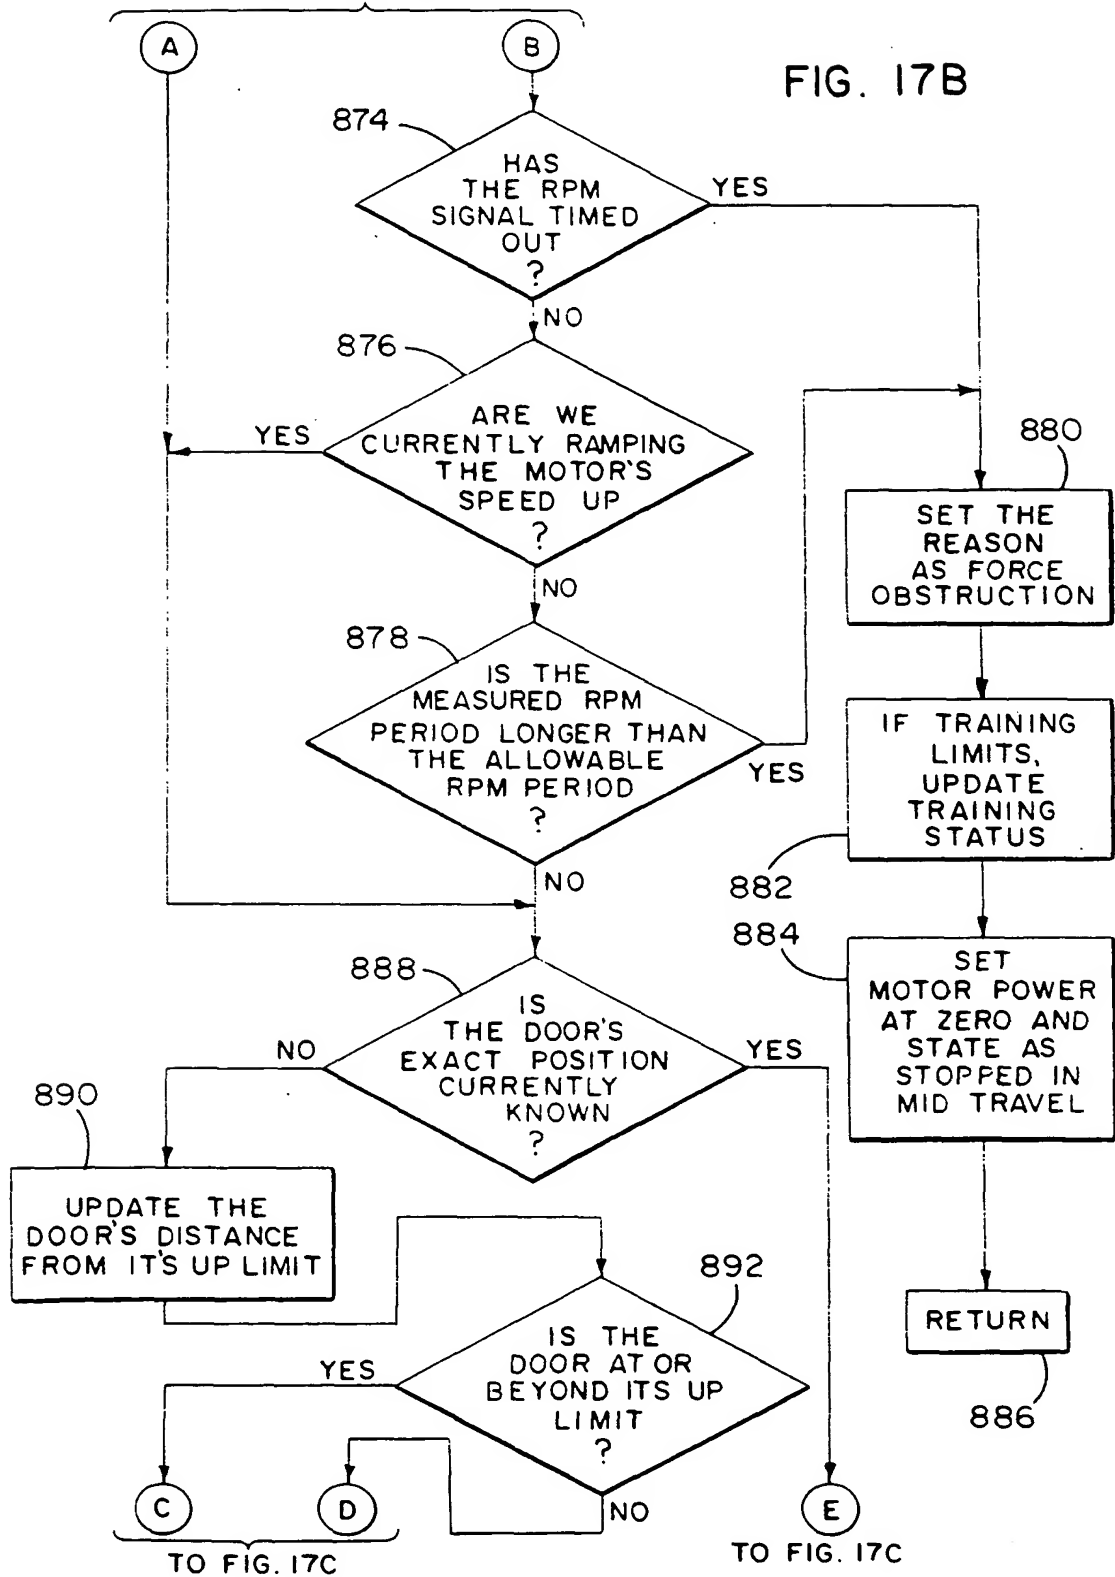 A
B
FIG. 17B
874
HAS
THE RPM
SIGNAL TIMED
OUT
?
YES
NO
876
ARE WE
CURRENTLY RAMPING
THE MOTOR'S
SPEED UP
?
YES
NO
880
SET THE
REASON
AS FORCE
OBSTRUCTION
878
IS THE
MEASURED RPM
PERIOD LONGER THAN
THE ALLOWABLE
RPM PERIOD
?
YES
NO
IF TRAINING
LIMITS,
UPDATE
TRAINING
STATUS
882
884
SET
MOTOR POWER
AT ZERO AND
STATE AS
STOPPED IN
MID TRAVEL
888
IS
THE DOOR'S
EXACT POSITION
CURRENTLY
KNOWN
?
NO
YES
890
UPDATE THE
DOOR'S DISTANCE
FROM IT'S UP LIMIT
892
IS THE
DOOR AT OR
BEYOND ITS UP
LIMIT
?
YES
NO
RETURN
886
C
D
E
TO FIG. 17C
TO FIG. 17C